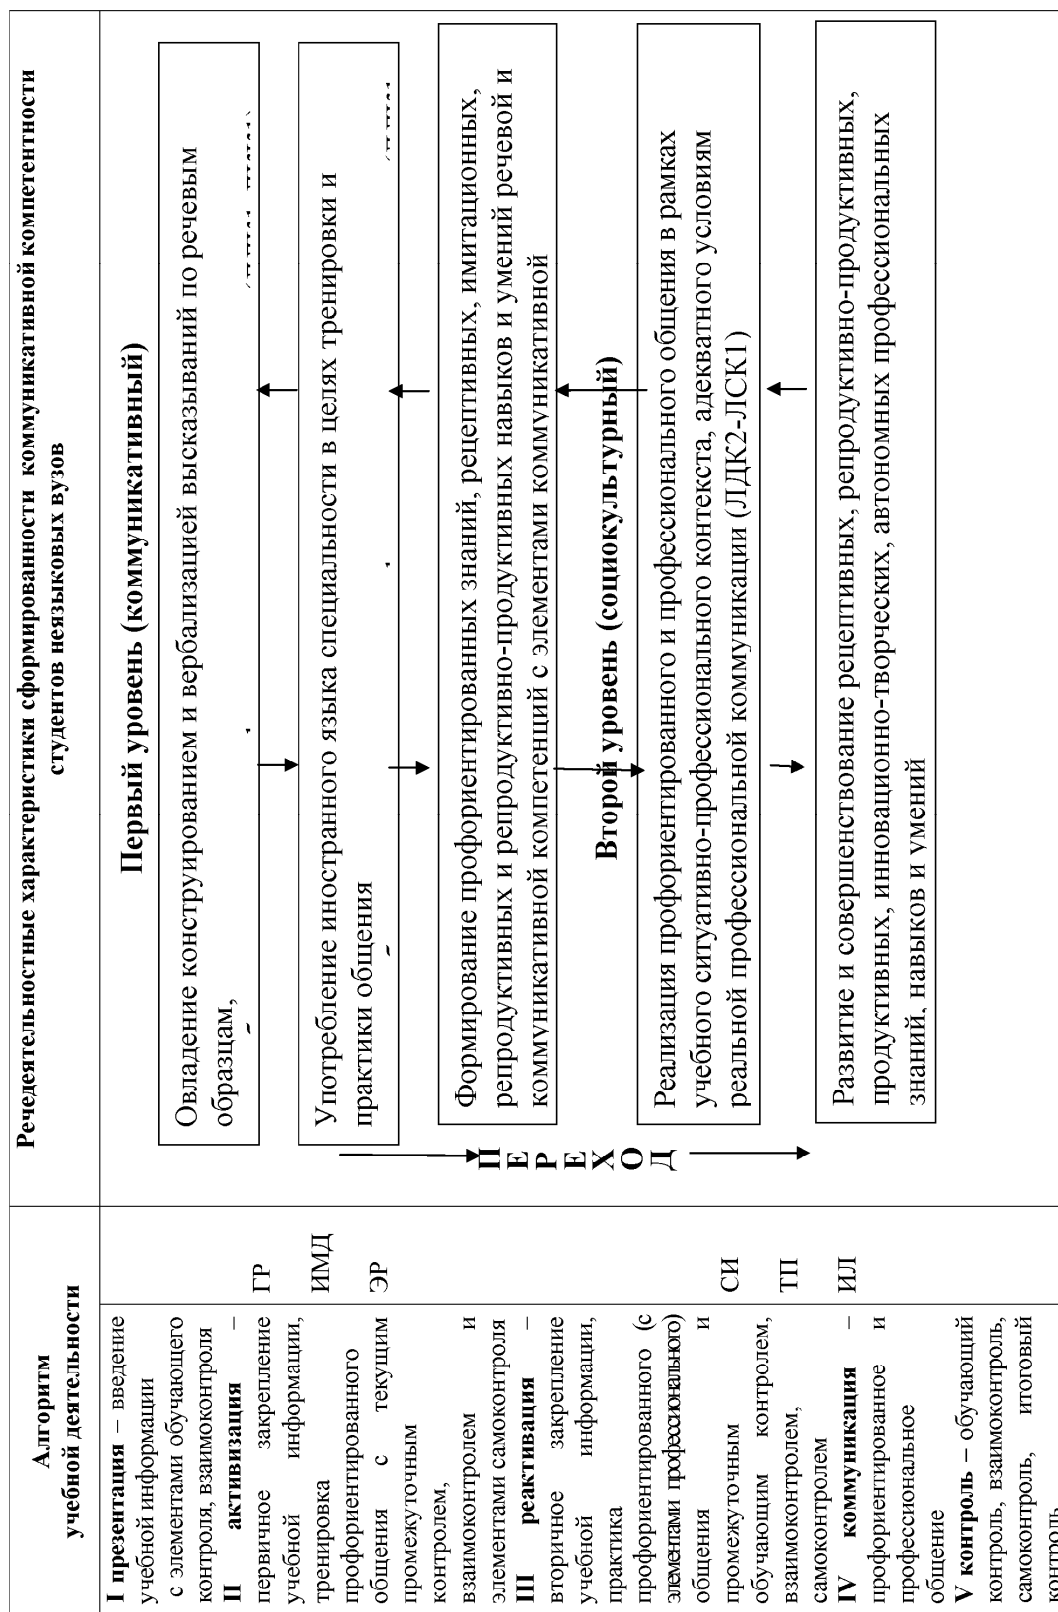 Алгоритм
учебной деятельности
Речедеятельностные характеристики сформированности коммуникативной компетентности
студентов неязыковых вузов
I презентация – введение
учебной информации
с элементами обучающего
контроля, взаимоконтроля
II активизация –
первичное закрепление
учебной информации,
тренировка
профориентированного
общения с текущим
промежуточным
контролем,
взаимоконтролем и
элементами самоконтроля
III реактивация –
вторичное закрепление
учебной информации,
практика
профориентированного (с
элементами профессионального)
общения и
промежуточным
обучающим контролем,
взаимоконтролем,
самоконтролем
IV коммуникация –
профориентированное и
профессиональное
общение
V контроль – обучающий
контроль, взаимоконтроль,
самоконтроль, итоговый
контроль
ГР
ИМД
ЭР
СИ
ТП
ИЛ
ПЕРЕХОД
Первый уровень (коммуникативный)
Овладение конструированием и вербализацией высказываний по речевым
образцам,
Употребление иностранного языка специальности в целях тренировки и
практики общения
Формирование профориентированных знаний, рецептивных, имитационных,
репродуктивных и репродуктивно-продуктивных навыков и умений речевой и
коммуникативной компетенций с элементами коммуникативной
Второй уровень (социокультурный)
Реализация профориентированного и профессионального общения в рамках
учебного ситуативно-профессионального контекста, адекватного условиям
реальной профессиональной коммуникации (ЛДК2-ЛСК1)
Развитие и совершенствование рецептивных, репродуктивно-продуктивных,
продуктивных, инновационно-творческих, автономных профессиональных
знаний, навыков и умений